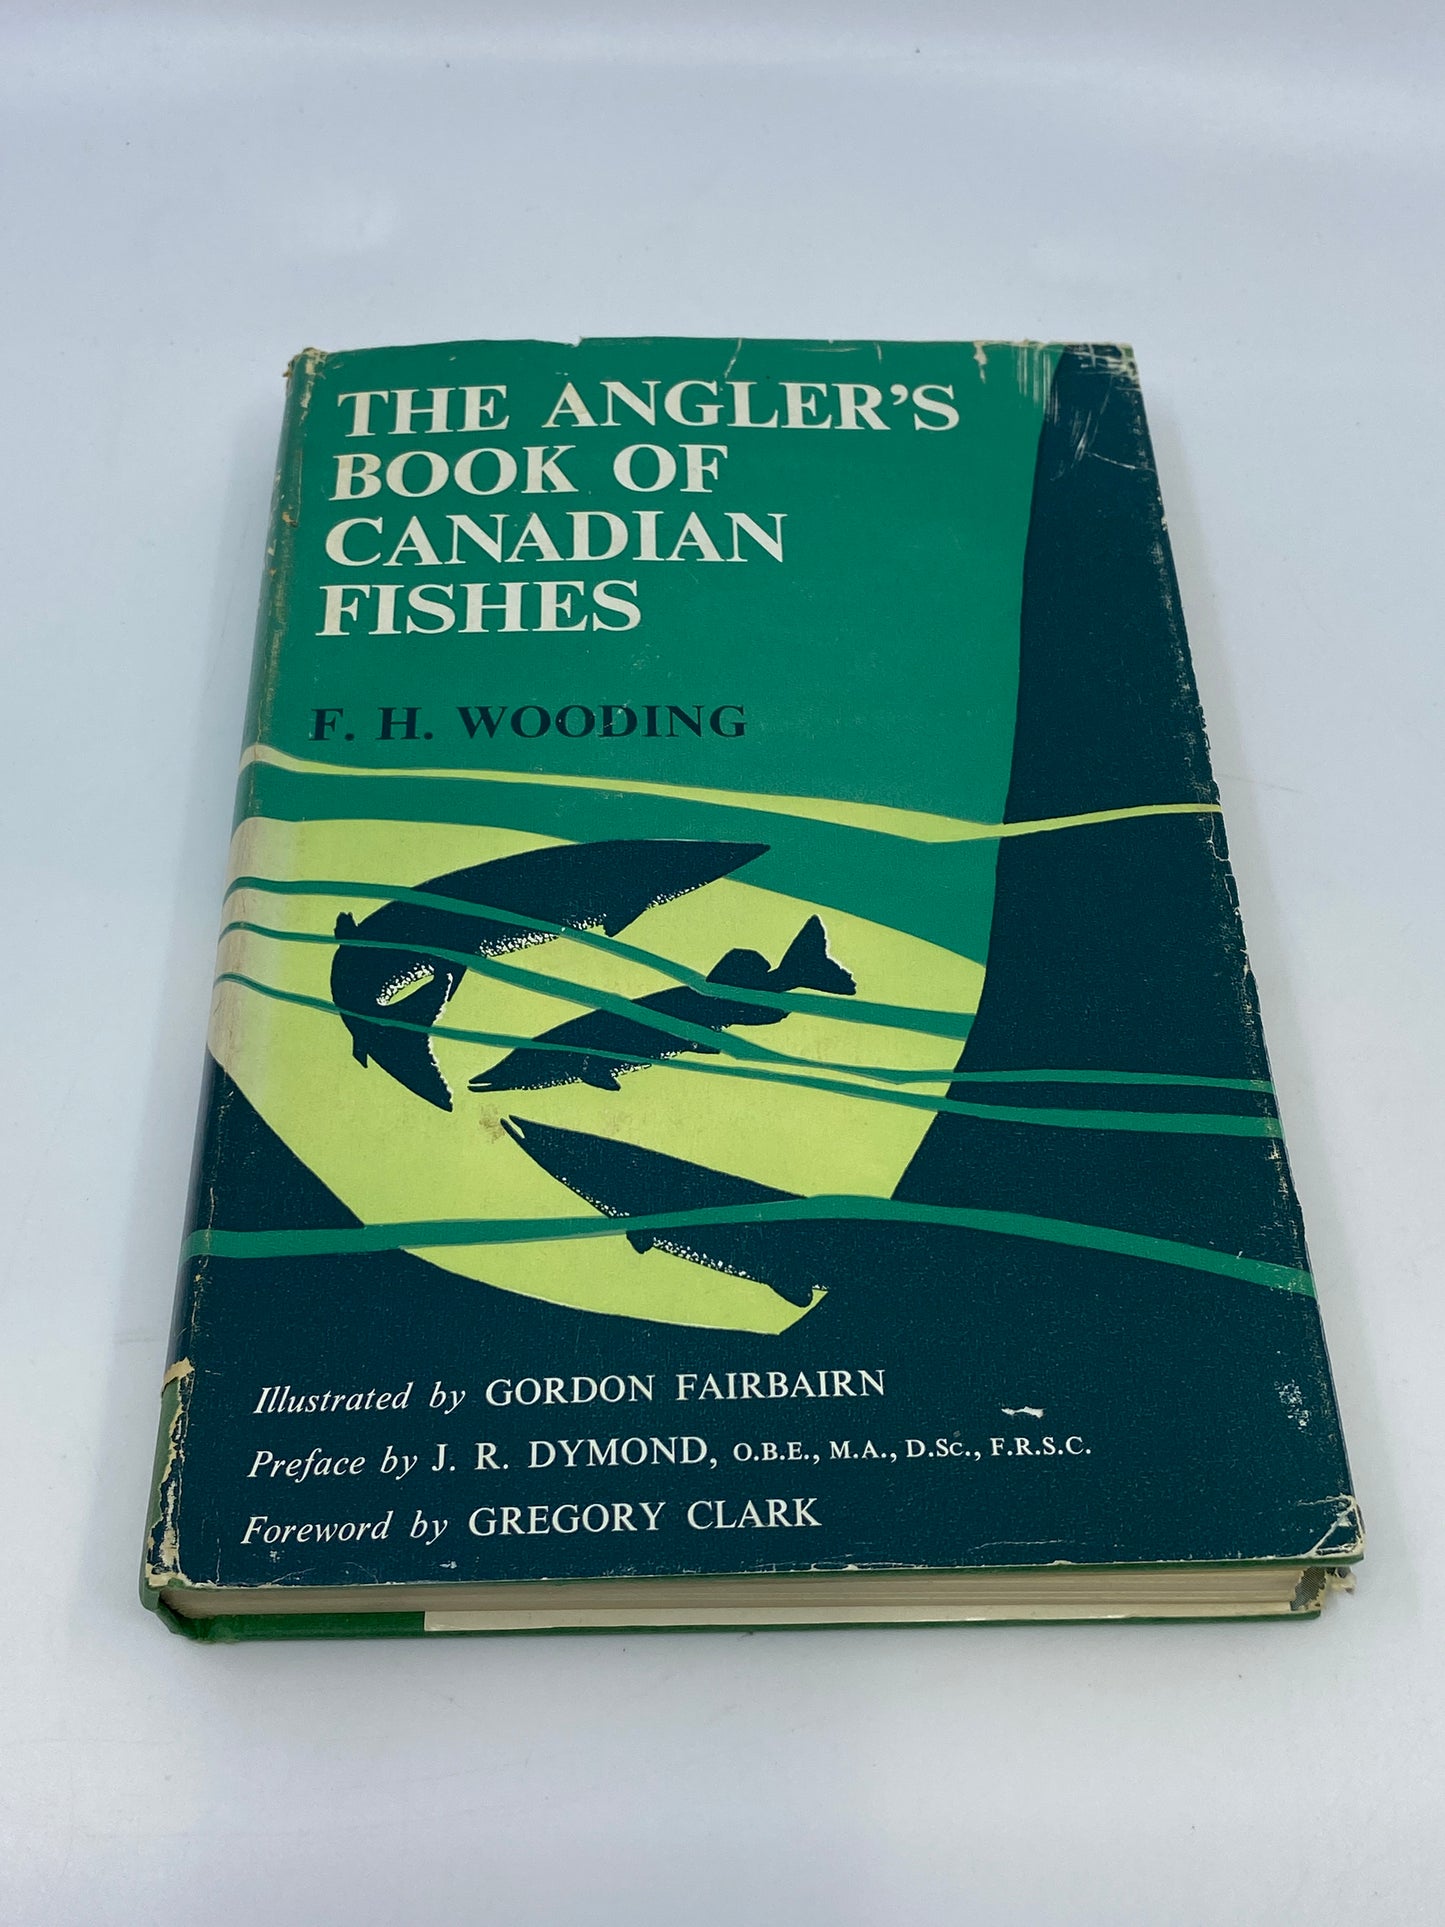 THE ANGLER'S
BOOK OF
CANADIAN
FISHES
F. H. WOODING
Illustrated by GORDON FAIRBAIRN
Preface by J. R. DYMOND, O.B.E., M.A., D.Sc., F.R.S.C.
Foreword by GREGORY CLARK